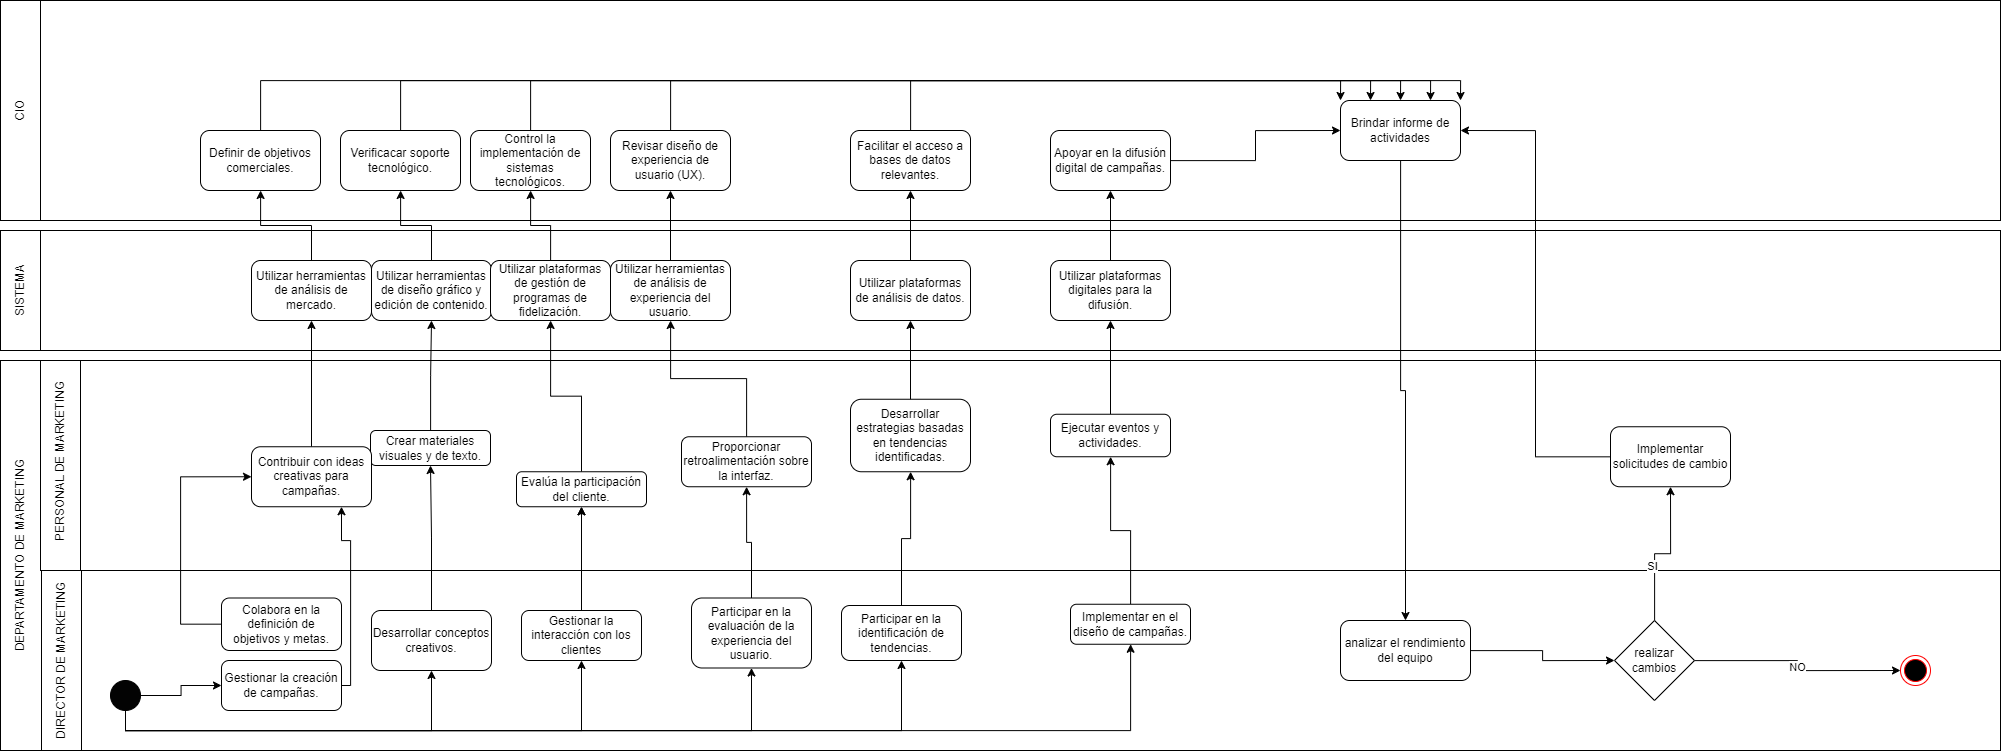 CIO
Definir de objetivos
comerciales.
Verificacar soporte
tecnológico.
Control la
implementación de
sistemas
tecnológicos.
Revisar diseño de
experiencia de
usuario (UX).
Facilitar el acceso a
bases de datos
relevantes.
Apoyar en la difusión
digital de campañas.
Brindar informe de
actividades
SISTEMA
Utilizar herramientas
de análisis de
mercado.
Utilizar herramientas
de diseño gráfico y
edición de contenido.
Utilizar plataformas
de gestión de
programas de
fidelización.
Utilizar herramientas
de análisis de
experiencia del
usuario.
Utilizar plataformas
de análisis de datos.
Utilizar plataformas
digitales para la
difusión.
DEPARTAMENTO DE MARKETING
PERSONAL DE MARKETING
Contribuir con ideas
creativas para
campañas.
Crear materiales
visuales y de texto.
Evalúa la participación
del cliente.
Proporcionar
retroalimentación sobre
la interfaz.
Desarrollar
estrategias basadas
en tendencias
identificadas.
Ejecutar eventos y
actividades.
Implementar
solicitudes de cambio
DIRECTOR DE MARKETING
Colabora en la
definición de
objetivos y metas.
Gestionar la creación
de campañas.
Desarrollar conceptos
creativos.
Gestionar la
interacción con los
clientes
Participar en la
evaluación de la
experiencia del
usuario.
Participar en la
identificación de
tendencias.
Implementar en el
diseño de campañas.
analizar el rendimiento
del equipo
realizar
cambios
SI
NO